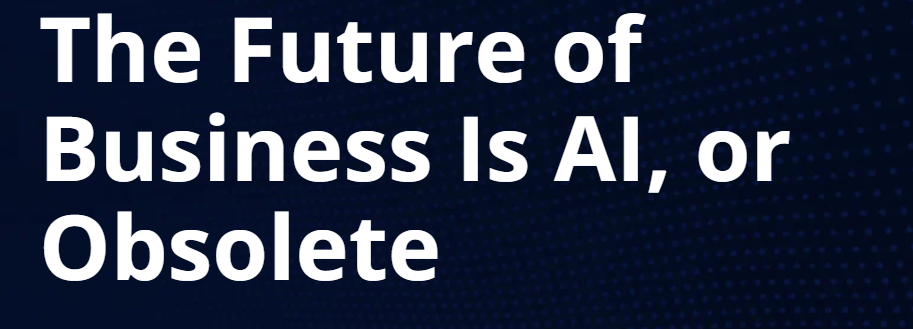 The Future of
Business Is AI, or
Obsolete